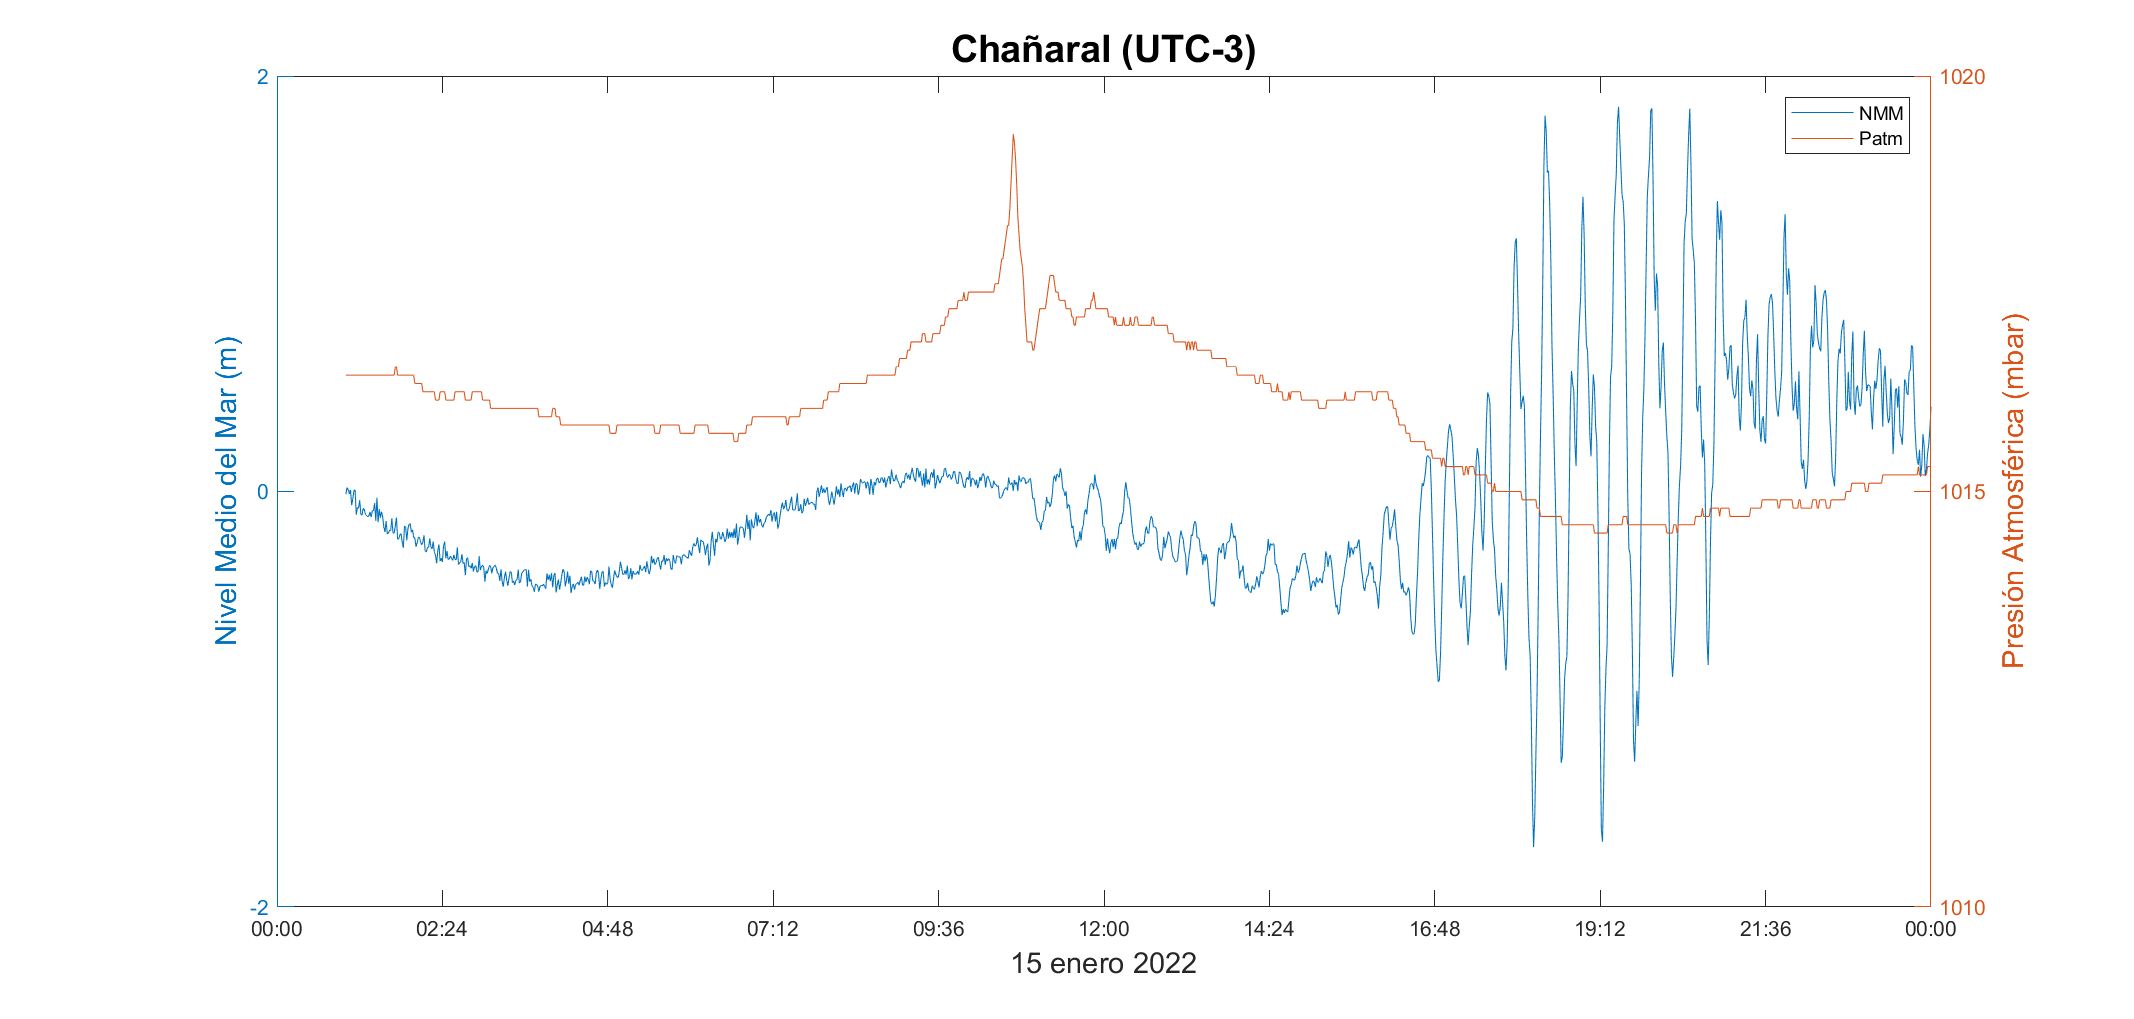 Chañaral (UTC-3)
2
0
-2
Nivel Medio del Mar (m)
1020
1015
1010
Presión Atmosférica (mbar)
NMM
Patm
00:00 02:24 04:48 07:12 09:36 12:00 14:24 16:48 19:12 21:36 00:00
15 enero 2022